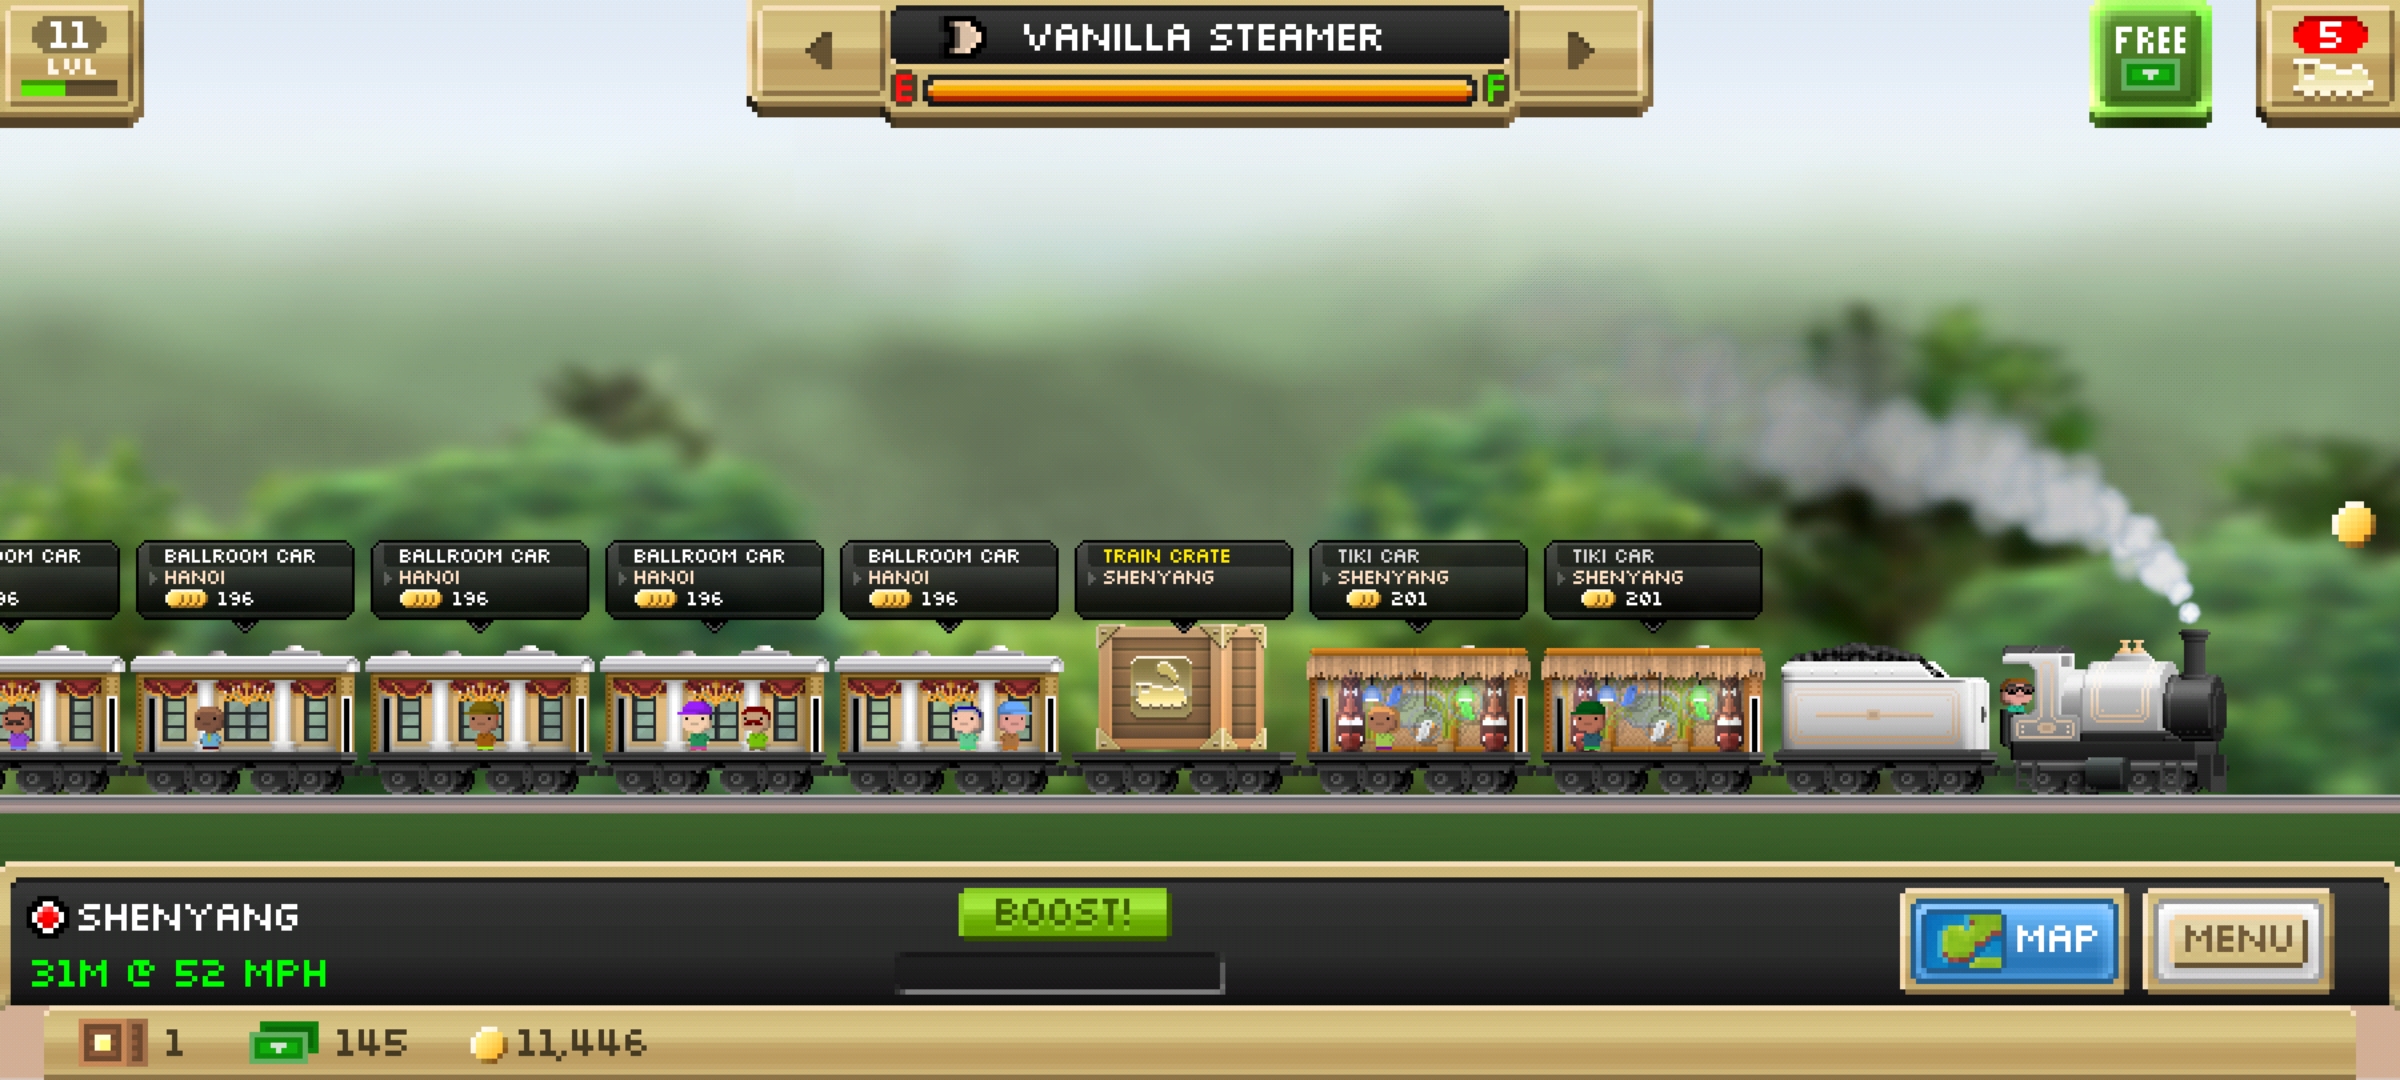 11
LVL
VANILLA STEAMER
E F
FREE
5
OM CAR
96
BALLROOM CAR
HANOI
196
BALLROOM CAR
HANOI
196
BALLROOM CAR
HANOI
196
BALLROOM CAR
HANOI
196
TRAIN CRATE
SHENYANG
TIKI CAR
SHENYANG
201
TIKI CAR
SHENYANG
201
SHENYANG
31M @ 52 MPH
BOOST!
MAP
MENU
1
145
11,446